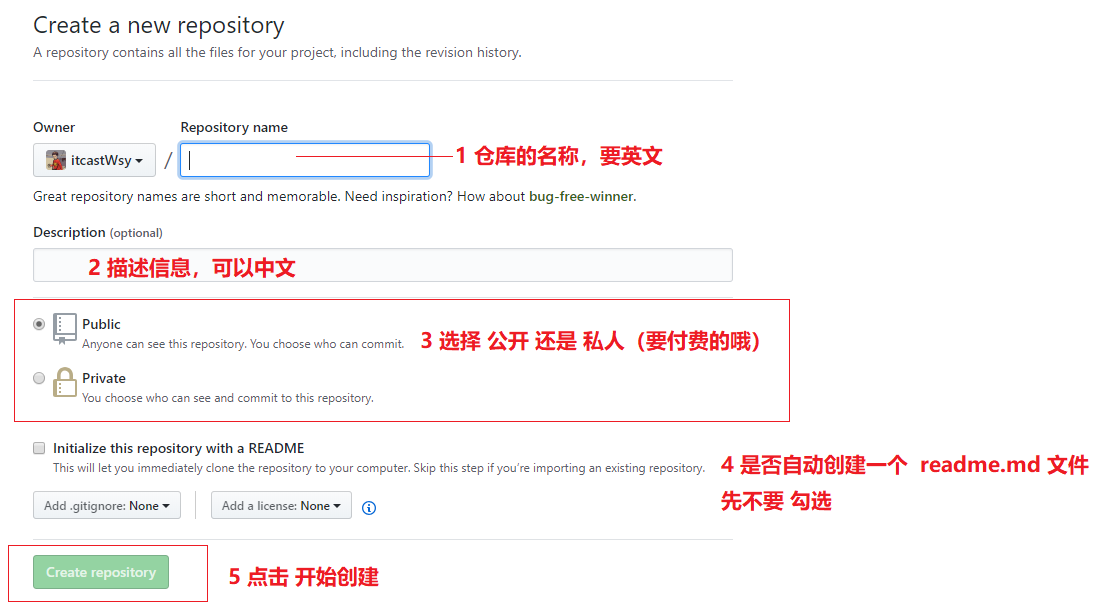 Create a new repository
A repository contains all the files for your project, including the revision history.
Owner
Repository name
itcastWsy
/
1 仓库的名称，要英文
Great repository names are short and memorable. Need inspiration? How about bug-free-winner.
Description (optional)
2 描述信息，可以中文
Public
Anyone can see this repository. You choose who can commit.
3 选择 公开 还是 私人（要付费的哦）
Private
You choose who can see and commit to this repository.
Initialize this repository with a README
This will let you immediately clone the repository to your computer. Skip this step if you’re importing an existing repository.
4 是否自动创建一个 readme.md 文件
先不要 勾选
Add .gitignore: None
Add a license: None
Create repository
5 点击 开始创建